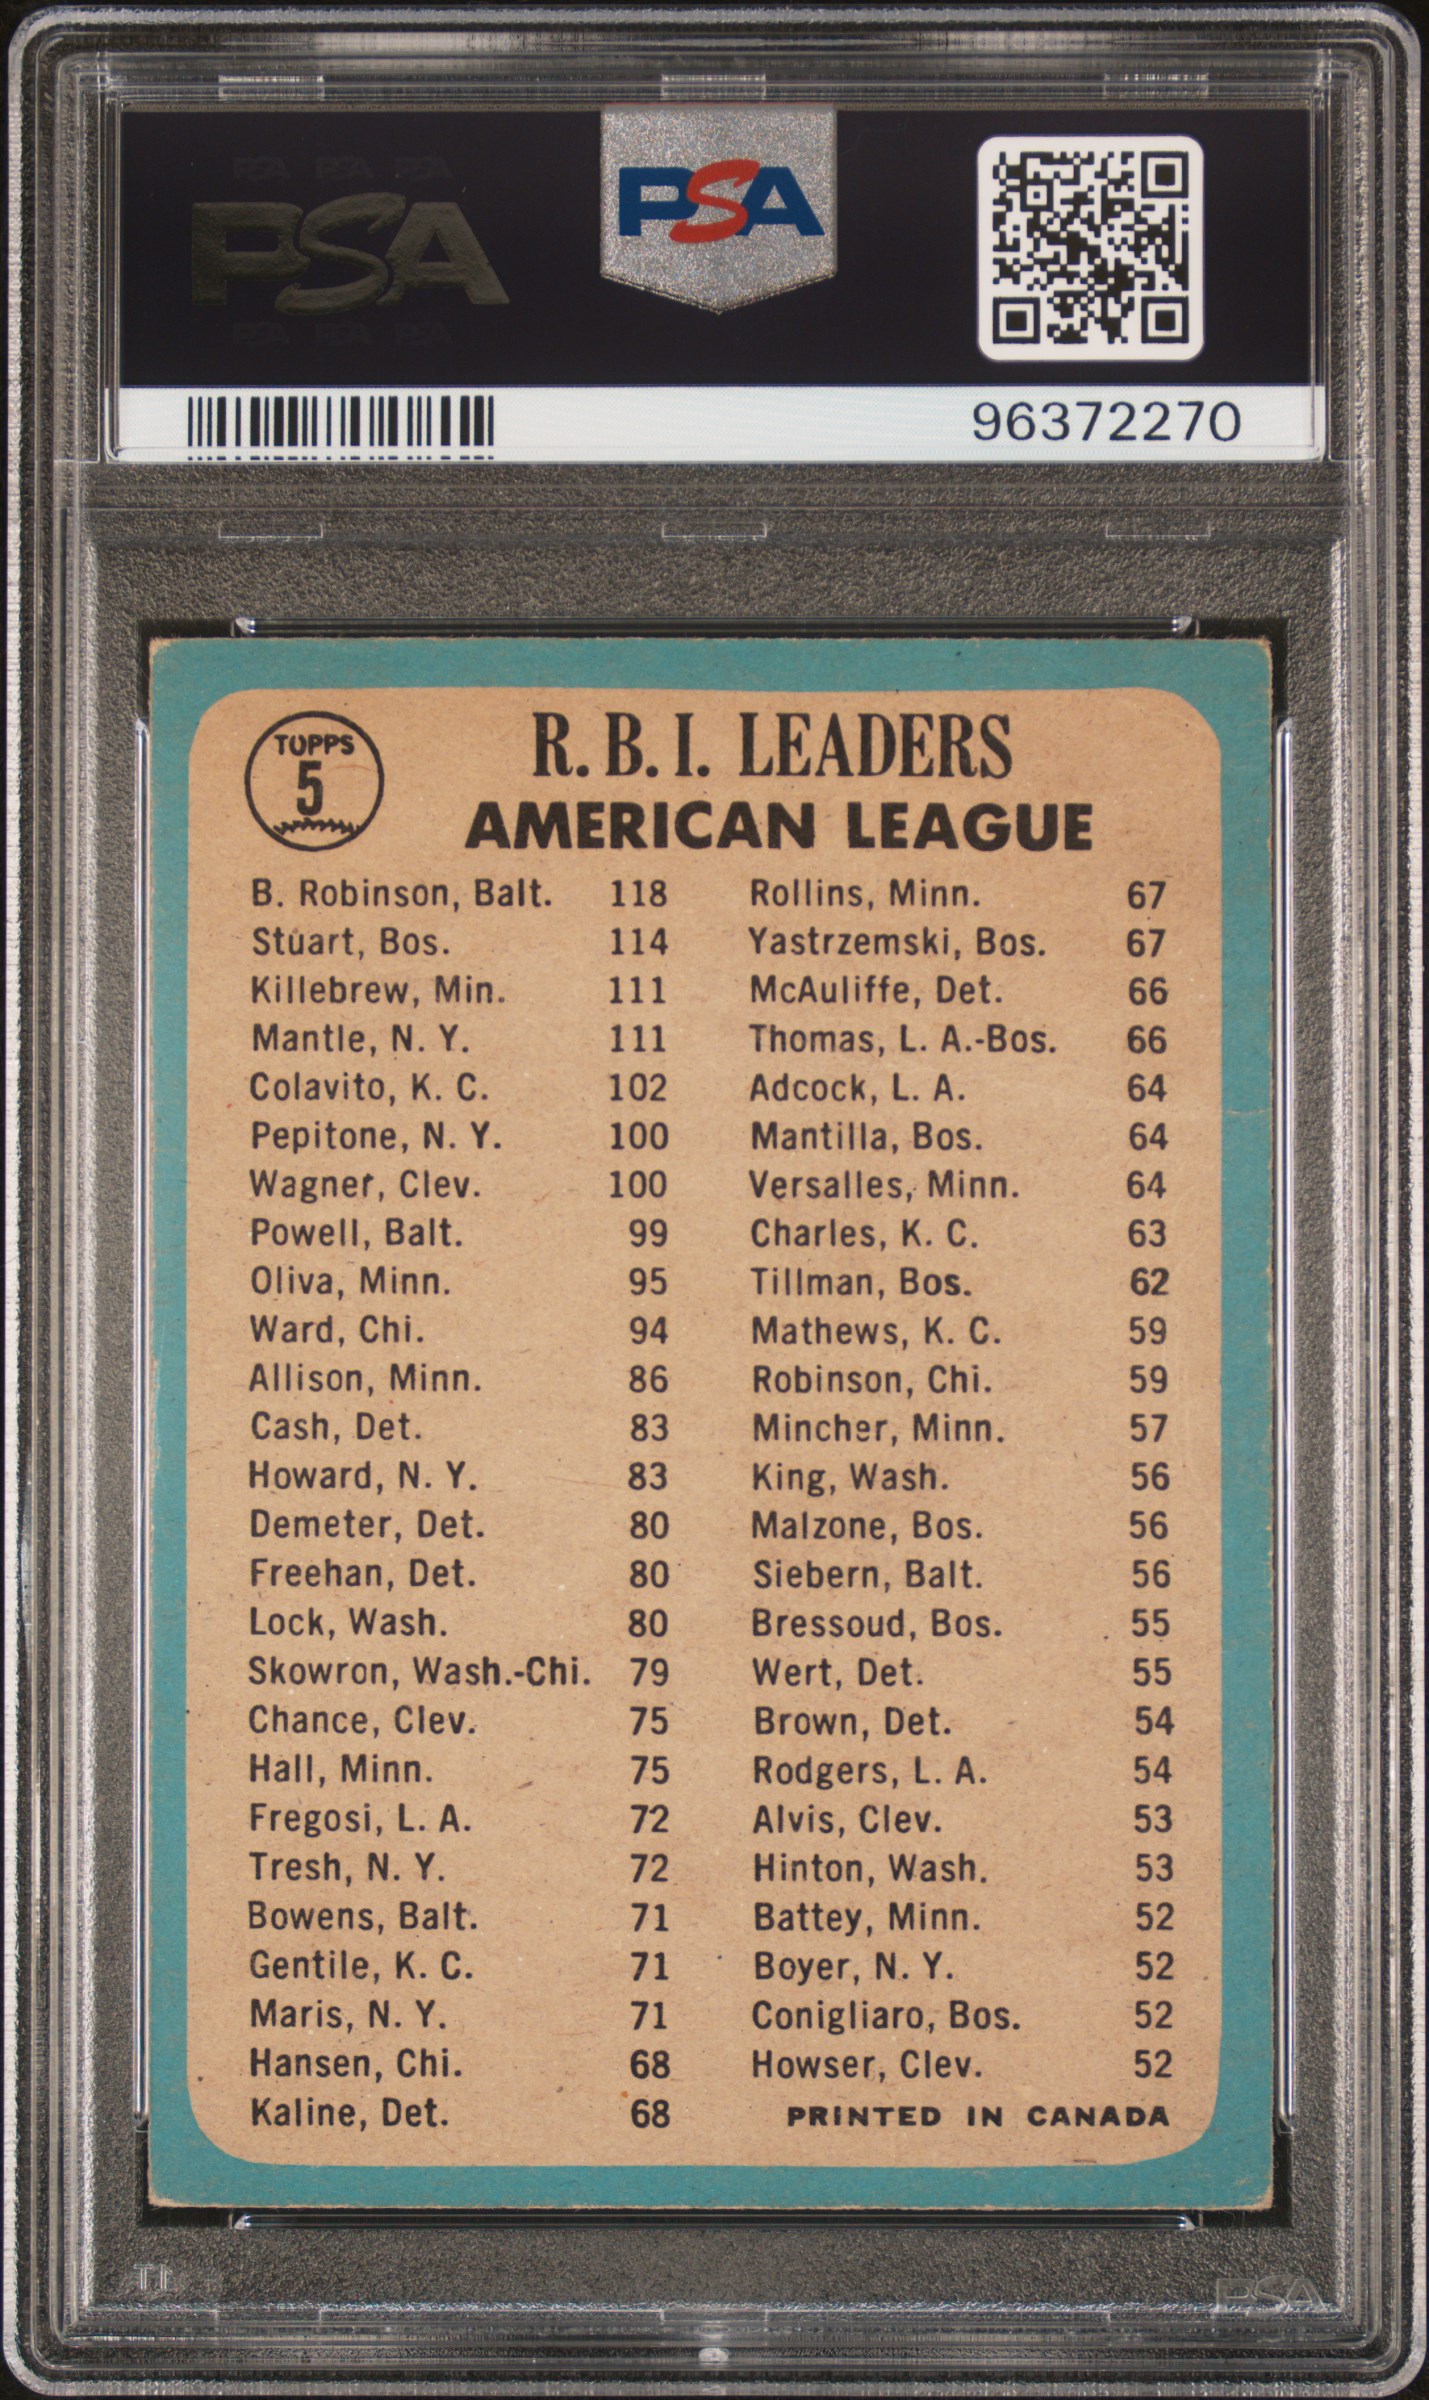 PSA PSA PSA
PSA
PSA PSA PSA
PSA
96372270
TOPPS
5
R. B. I. LEADERS
AMERICAN LEAGUE
B. Robinson, Balt. 118
Stuart, Bos. 114
Killebrew, Min. 111
Mantle, N. Y. 111
Colavito, K. C. 102
Pepitone, N. Y. 100
Wagner, Clev. 100
Powell, Balt. 99
Oliva, Minn. 95
Ward, Chi. 94
Allison, Minn. 86
Cash, Det. 83
Howard, N. Y. 83
Demeter, Det. 80
Freehan, Det. 80
Lock, Wash. 80
Skowron, Wash.-Chi. 79
Chance, Clev. 75
Hall, Minn. 75
Fregosi, L. A. 72
Tresh, N. Y. 72
Bowens, Balt. 71
Gentile, K. C. 71
Maris, N. Y. 71
Hansen, Chi. 68
Kaline, Det. 68
Rollins, Minn. 67
Yastrzemski, Bos. 67
McAuliffe, Det. 66
Thomas, L. A.-Bos. 66
Adcock, L. A. 64
Mantilla, Bos. 64
Versalles, Minn. 64
Charles, K. C. 63
Tillman, Bos. 62
Mathews, K. C. 59
Robinson, Chi. 59
Mincher, Minn. 57
King, Wash. 56
Malzone, Bos. 56
Siebern, Balt. 56
Bressoud, Bos. 55
Wert, Det. 55
Brown, Det. 54
Rodgers, L. A. 54
Alvis, Clev. 53
Hinton, Wash. 53
Battey, Minn. 52
Boyer, N. Y. 52
Conigliaro, Bos. 52
Howser, Clev. 52
PRINTED IN CANADA
PSA